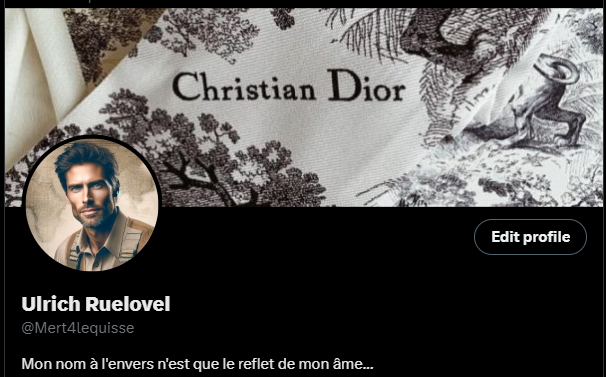 Christian Dior
Edit profile
Ulrich Ruelovel
@Mert4lequisse
Mon nom à l'envers n'est que le reflet de mon âme...